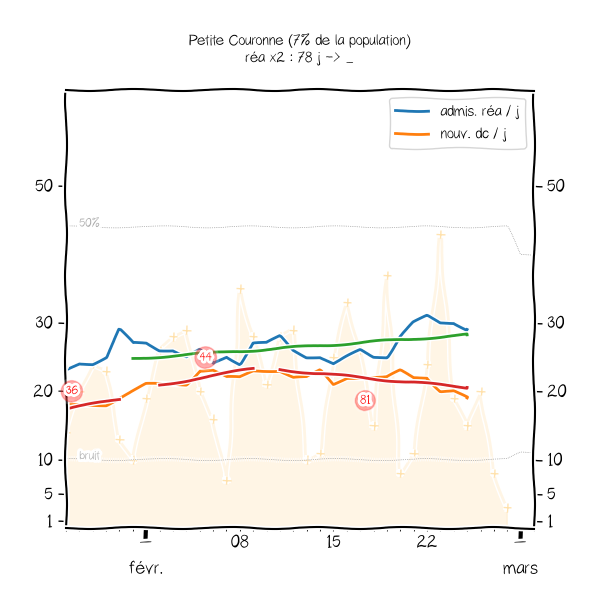 Petite Couronne (7% de la population)
réa x2 : 78 j -> _
admis. réa / j
nouv. dc / j
50
50
50%
30
30
44
36
20
20
81
bruit
10
10
5
5
1
1
08
15
22
févr.
mars